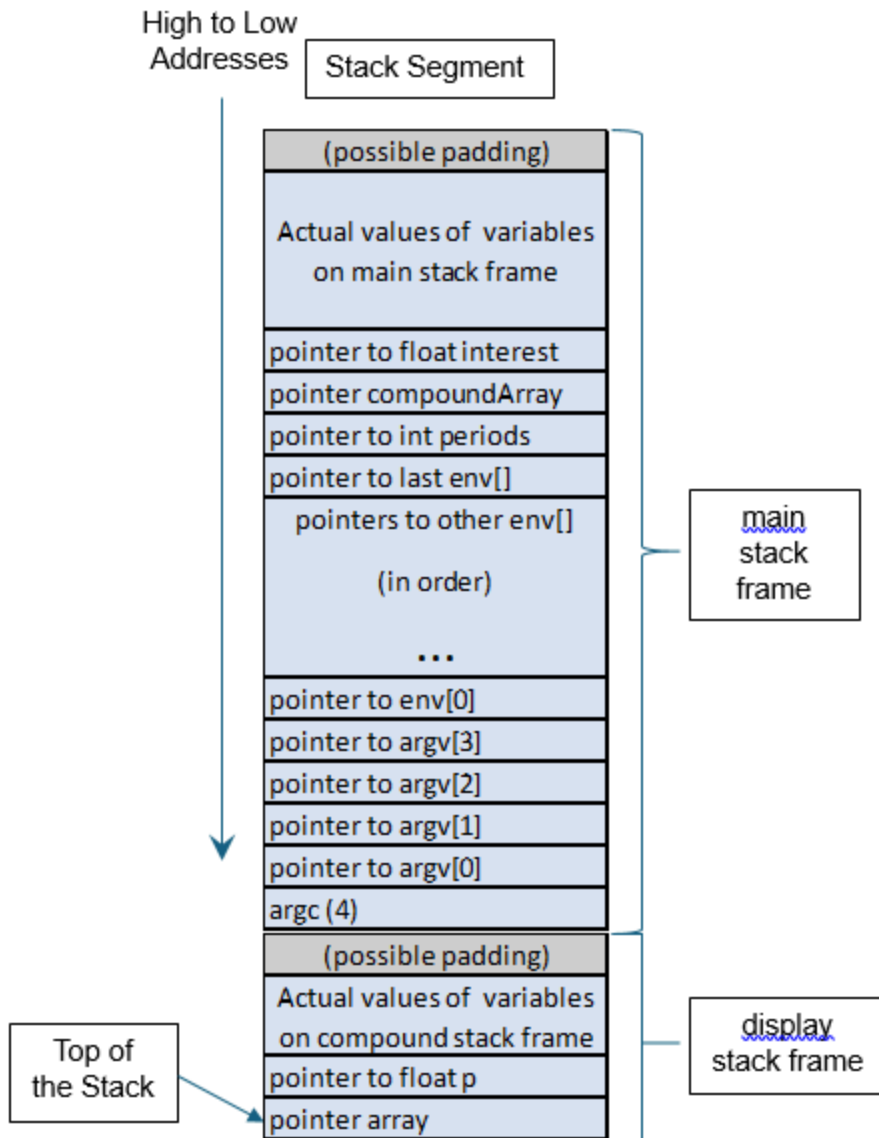 High to Low
Addresses
Stack Segment
(possible padding)
Actual values of variables
on main stack frame
pointer to float interest
pointer compoundArray
pointer to int periods
pointer to last env[]
pointers to other env[]
(in order)
...
main
stack
frame
pointer to env[0]
pointer to argv[3]
pointer to argv[2]
pointer to argv[1]
pointer to argv[0]
argc (4)
(possible padding)
Actual values of variables
on compound stack frame
display
stack frame
Top of
the Stack
pointer to float p
pointer array